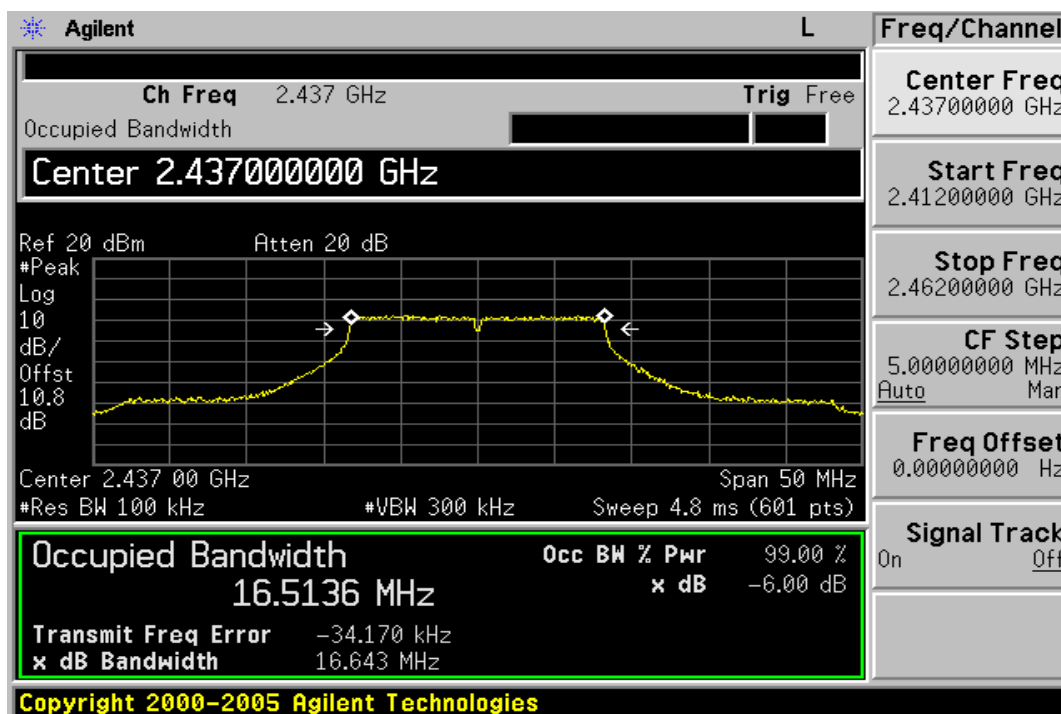 Agilent L
Ch Freq 2.437 GHz Trig Free
Occupied Bandwidth
Center 2.437000000 GHz
Ref 20 dBm Atten 20 dB
#Peak
Log
10
dB/
Offst
10.8
dB
Center 2.437 00 GHz Span 50 MHz
#Res BW 100 kHz #VBW 300 kHz Sweep 4.8 ms (601 pts)
Occupied Bandwidth Occ BW % Pwr 99.00 %
16.5136 MHz x dB -6.00 dB
Transmit Freq Error -34.170 kHz
x dB Bandwidth 16.643 MHz
Copyright 2000-2005 Agilent Technologies
Freq/Channel
Center Freq
2.43700000 GHz
Start Freq
2.41200000 GHz
Stop Freq
2.46200000 GHz
CF Step
5.00000000 MHz
Auto Man
Freq Offset
0.00000000 Hz
Signal Track
On Off